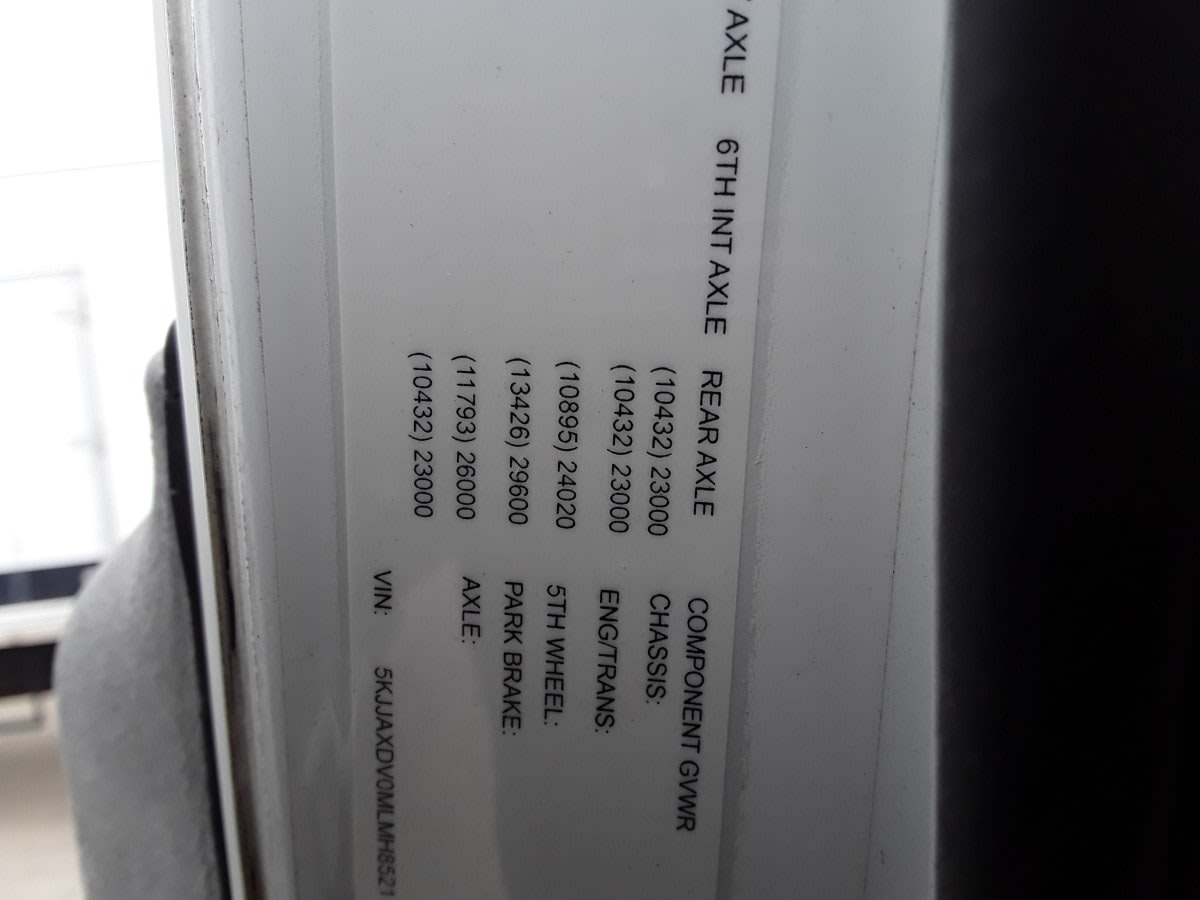 AXLE 6TH INT AXLE REAR AXLE COMPONENT GVWR
(10432) 23000 CHASSIS:
(10432) 23000 ENG/TRANS:
(10895) 24020 5TH WHEEL:
(13426) 29600 PARK BRAKE:
(11793) 26000 AXLE:
(10432) 23000
VIN: 5KJJAXDV0MLMH8521